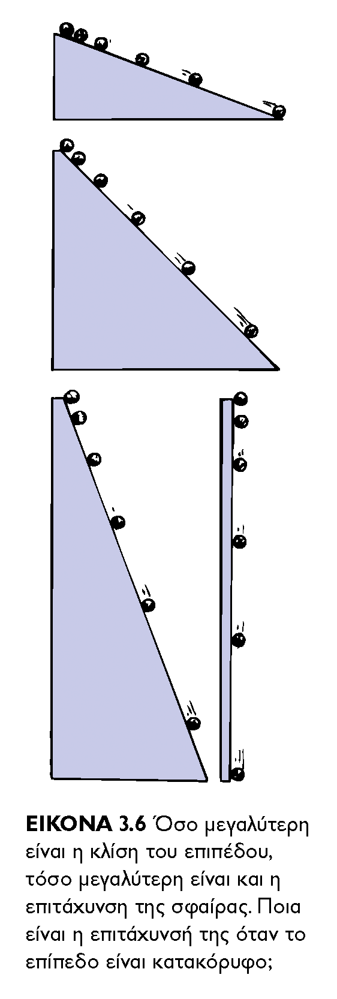 ΕΙΚΟΝΑ 3.6 Όσο μεγαλύτερη
είναι η κλίση του επιπέδου,
τόσο μεγαλύτερη είναι και η
επιτάχυνση της σφαίρας. Ποια
είναι η επιτάχυνσή της όταν το
επίπεδο είναι κατακόρυφο;